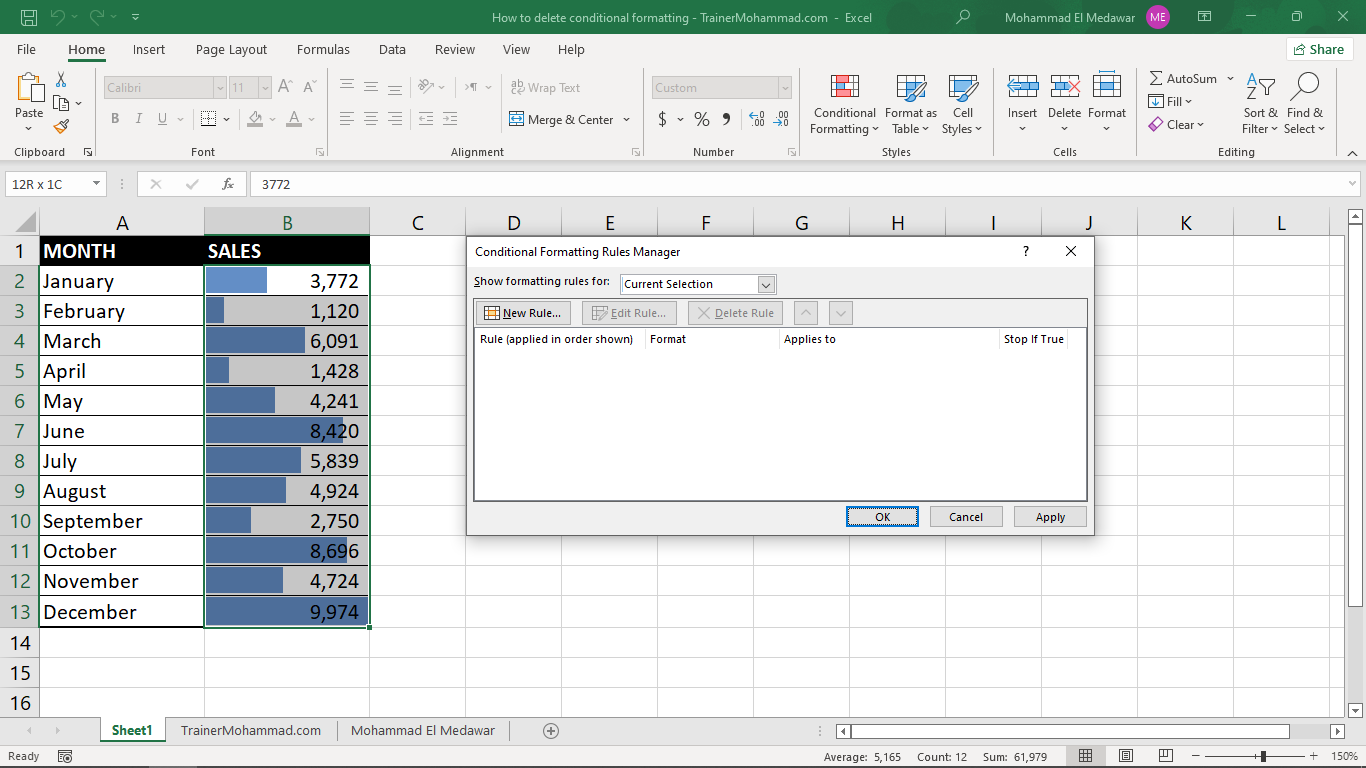 How to delete conditional formatting - TrainerMohammad.com - Excel
Mohammad El Medawar ME
File Home Insert Page Layout Formulas Data Review View Help Share
Paste
Calibri 11
B I U A
Wrap Text
Merge & Center
Custom
$ % 9
Conditional Formatting
Format as Table
Cell Styles
Insert Delete Format
AutoSum
Fill
Clear
Sort & Filter
Find & Select
Clipboard Font Alignment Number Styles Cells Editing
12R x 1C fx 3772
A B C D E F G H I J K L
1 MONTH SALES
2 January 3,772
3 February 1,120
4 March 6,091
5 April 1,428
6 May 4,241
7 June 8,420
8 July 5,839
9 August 4,924
10 September 2,750
11 October 8,696
12 November 4,724
13 December 9,974
14
15
16
Conditional Formatting Rules Manager ?
Show formatting rules for: Current Selection
New Rule... Edit Rule... Delete Rule
Rule (applied in order shown) Format Applies to Stop If True
OK Cancel Apply
Sheet1 TrainerMohammad.com Mohammad El Medawar
Ready Average: 5,165 Count: 12 Sum: 61,979 150%